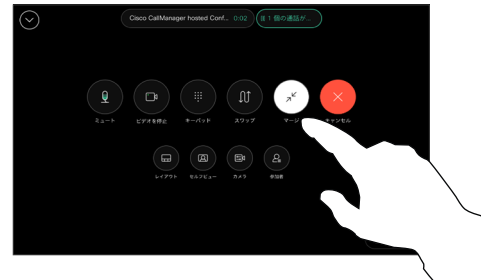 Cisco CallManager hosted Conf... 0:02 ⏸ 1 個の通話が...
ミュート ビデオを停止 キーパッド スワップ マージ キャンセル
レイアウト セルフビュー カメラ 参加者